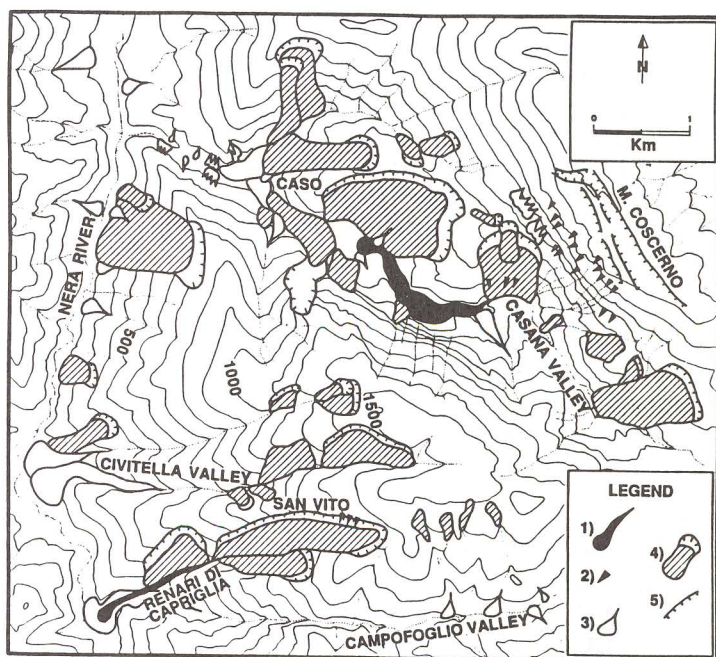 N
0 1
Km
CASO
NERA RIVER
M. COSCERNO
500
1000
1500
CASANA VALLEY
CIVITELLA VALLEY
SAN VITO
RENARI DI
CAPRIGLIA
CAMPOFOGLIO VALLEY
LEGEND
1)
2)
3)
4)
5)